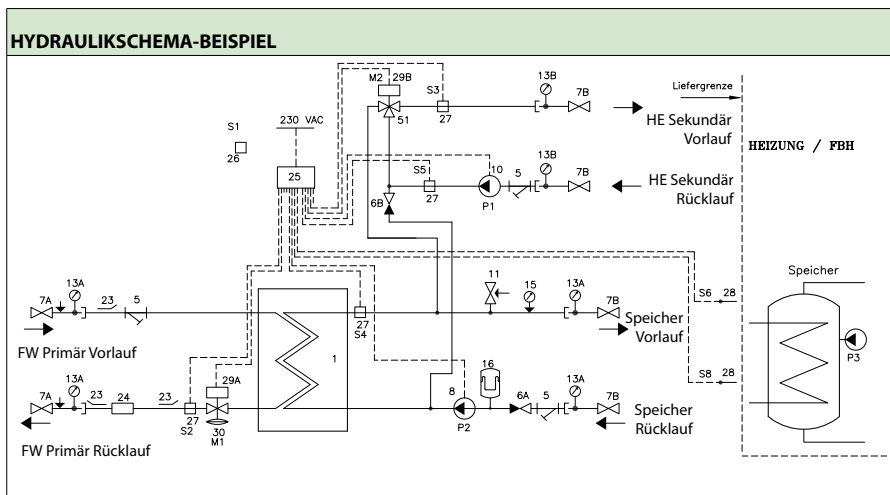 HYDRAULIKSCHEMA-BEISPIEL
M2 29B
S3
13B
7B
Liefergrenze
51
27
HE Sekundär
Vorlauf
HEIZUNG / FBH
230 VAC
S1
26
25
S5
27
10
P1
5
13B
7B
HE Sekundär
Rücklauf
6B
7A
13A
23
5
FW Primär Vorlauf
27
S4
11
15
13A
7B
Speicher
Vorlauf
S6
28
Speicher
P3
1
7A
13A
23
24
23
27
S2
29A
30
M1
FW Primär Rücklauf
8
P2
16
6A
5
13A
7B
Speicher
Rücklauf
S8
28